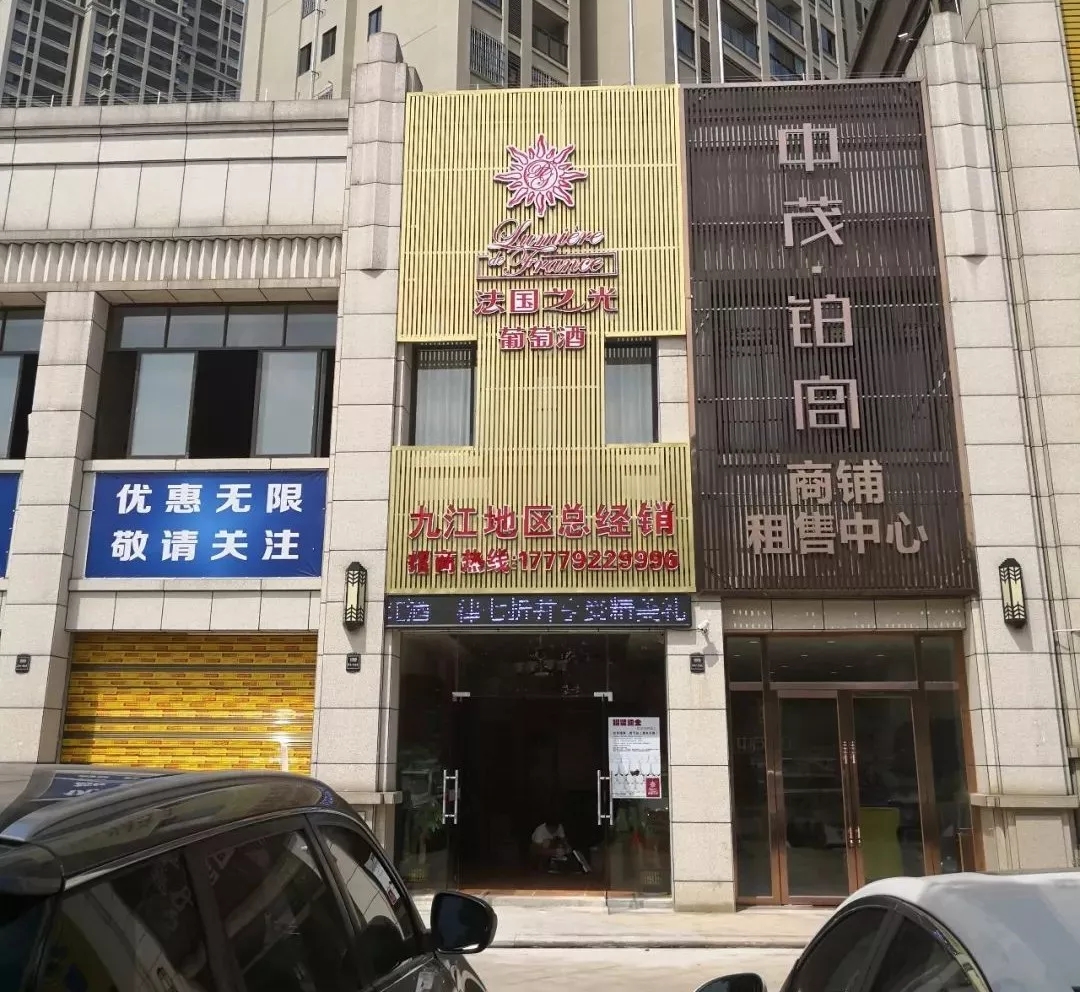 优惠无限
敬请关注
Lumière
de France
法国之光
葡萄酒
九江地区总经销
招商热线:17779229996
中茂·铂宫
商铺
租售中心